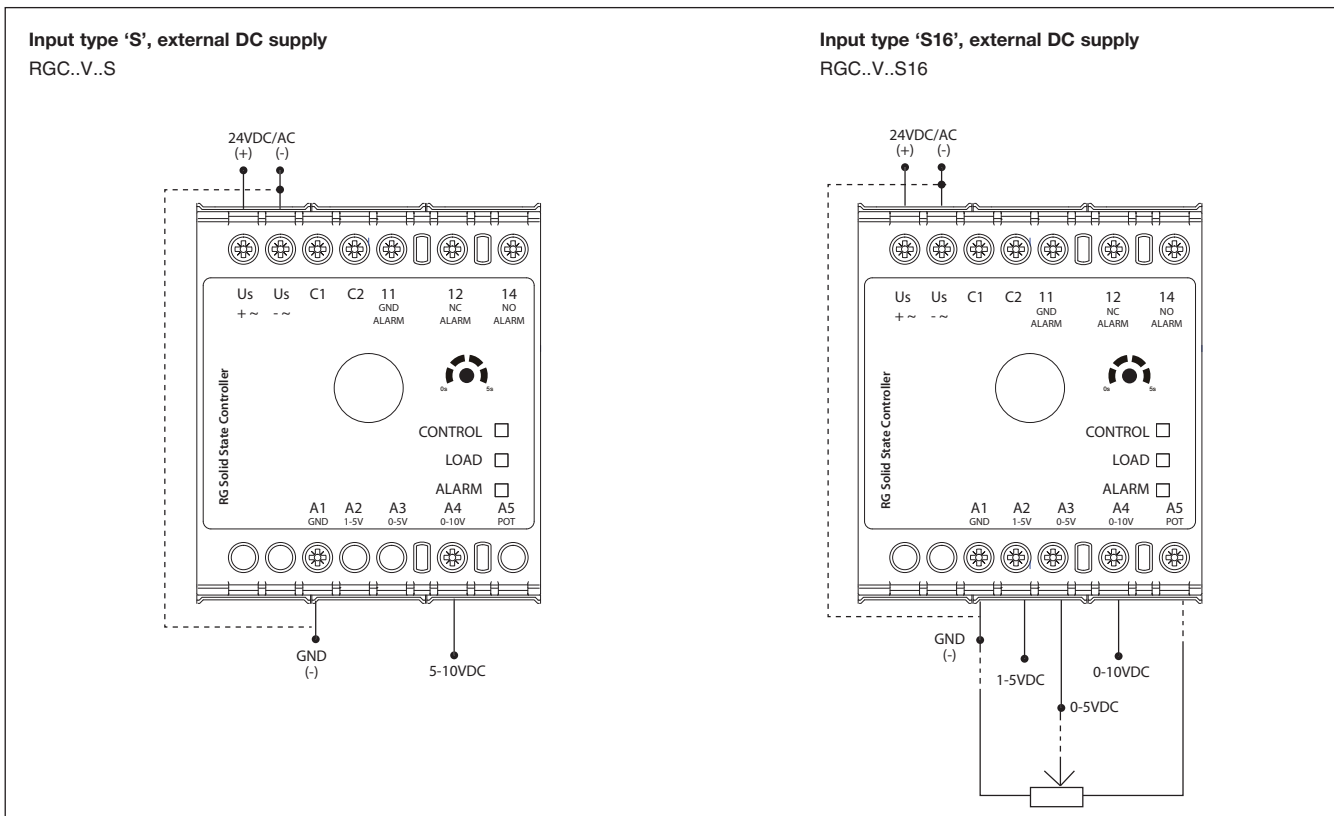 Input type ‘S’, external DC supply
RGC..V..S
24VDC/AC
(+) (-)
Us Us C1 C2 11 12 14
+ ~ - ~ GND NC NO
ALARM ALARM ALARM
0s 5s
RG Solid State Controller
CONTROL
LOAD
ALARM
A1 A2 A3 A4 A5
GND 1-5V 0-5V 0-10V POT
GND
(-)
5-10VDC
Input type ‘S16’, external DC supply
RGC..V..S16
24VDC/AC
(+) (-)
Us Us C1 C2 11 12 14
+ ~ - ~ GND NC NO
ALARM ALARM ALARM
0s 5s
RG Solid State Controller
CONTROL
LOAD
ALARM
A1 A2 A3 A4 A5
GND 1-5V 0-5V 0-10V POT
GND
(-)
1-5VDC
0-10VDC
0-5VDC